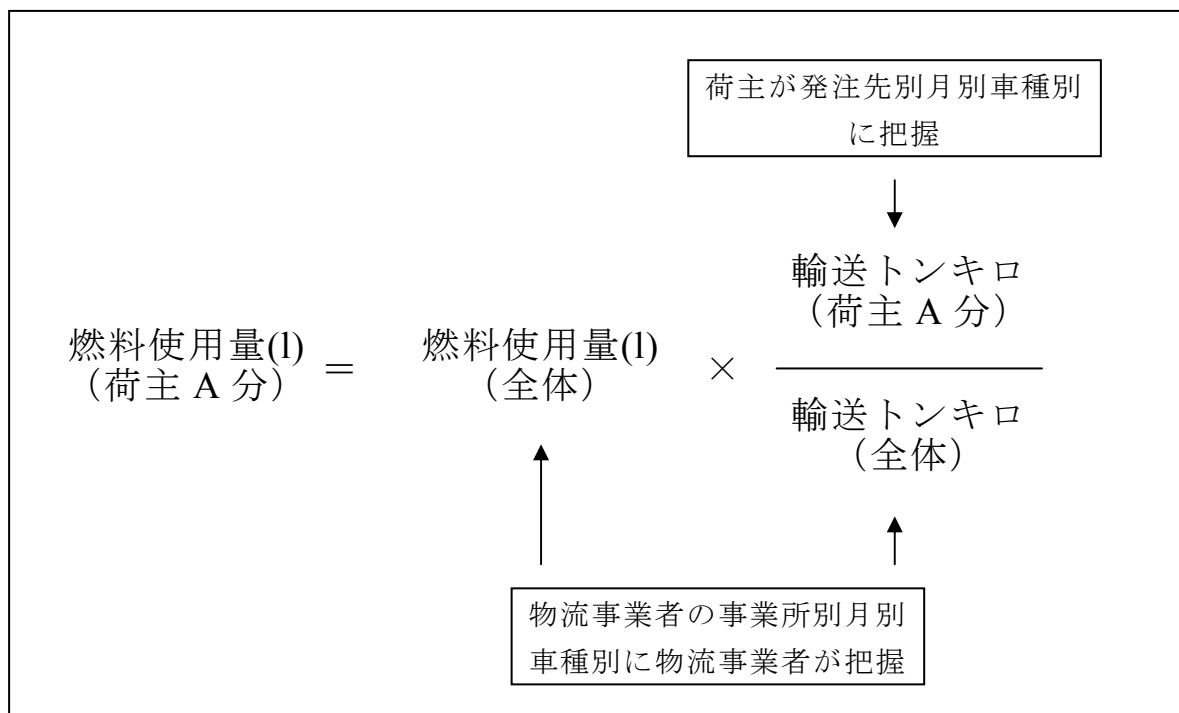 荷主が発注先別月別車種別
に把握
輸送トンキロ
（荷主 A 分）
燃料使用量(l)
（荷主 A 分）
＝
燃料使用量(l)
（全体）
×
輸送トンキロ
（全体）
物流事業者の事業所別月別
車種別に物流事業者が把握